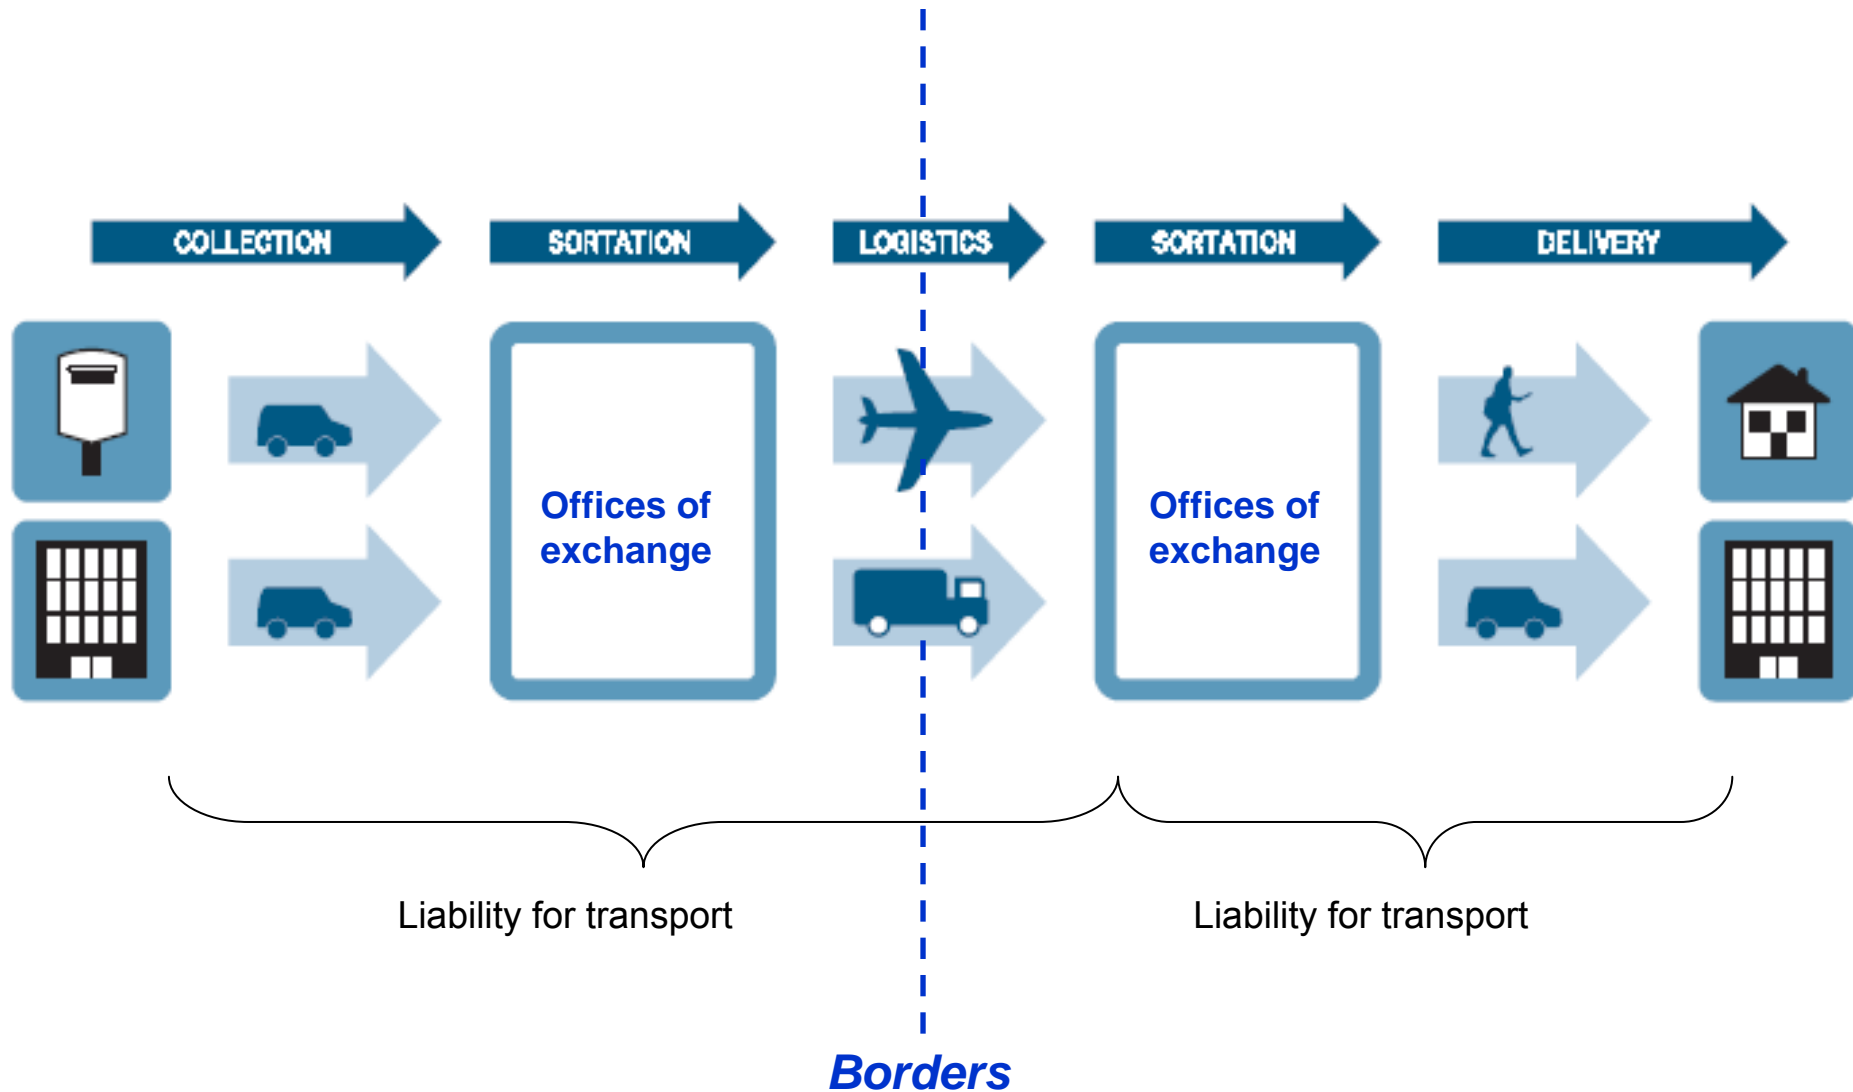 COLLECTION
SORTATION
LOGISTICS
SORTATION
DELIVERY
Offices of
exchange
Offices of
exchange
Liability for transport
Liability for transport
Borders